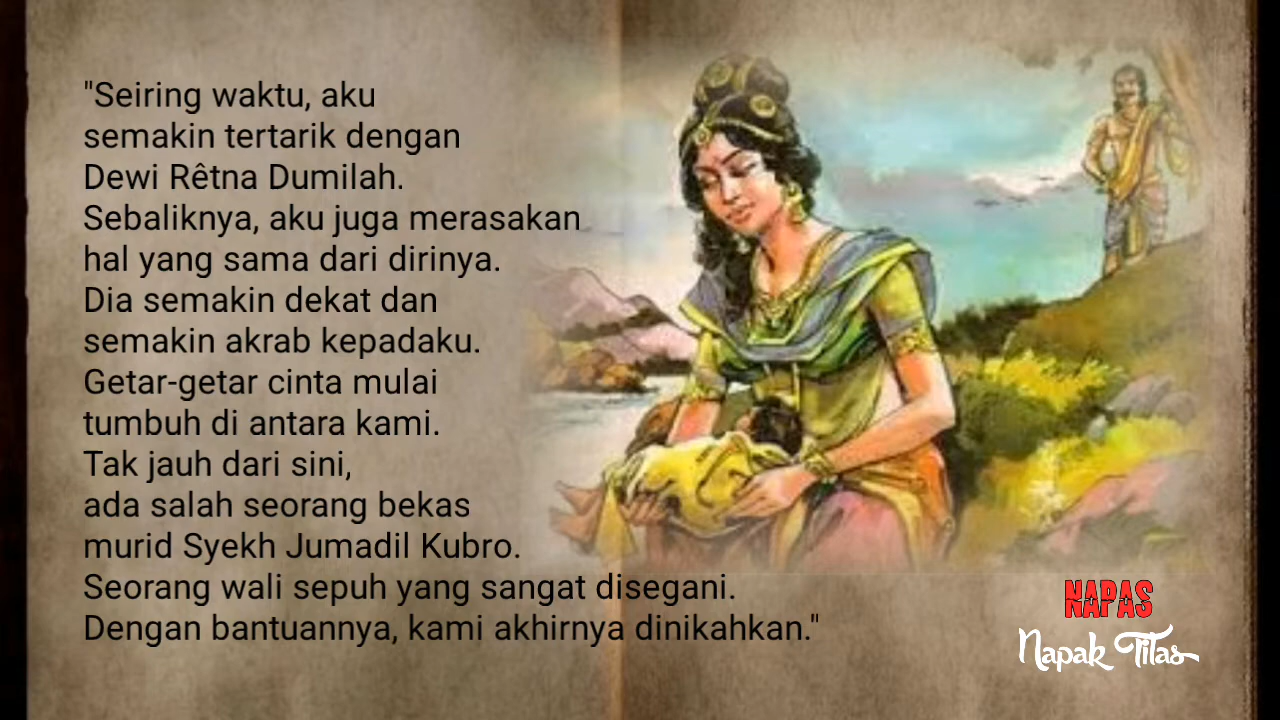 "Seiring waktu, aku
semakin tertarik dengan
Dewi Rêtna Dumilah.
Sebaliknya, aku juga merasakan
hal yang sama dari dirinya.
Dia semakin dekat dan
semakin akrab kepadaku.
Getar-getar cinta mulai
tumbuh di antara kami.
Tak jauh dari sini,
ada salah seorang bekas
murid Syekh Jumadil Kubro.
Seorang wali sepuh yang sangat disegani.
Dengan bantuannya, kami akhirnya dinikahkan."
NAPAS
Napak Tilas